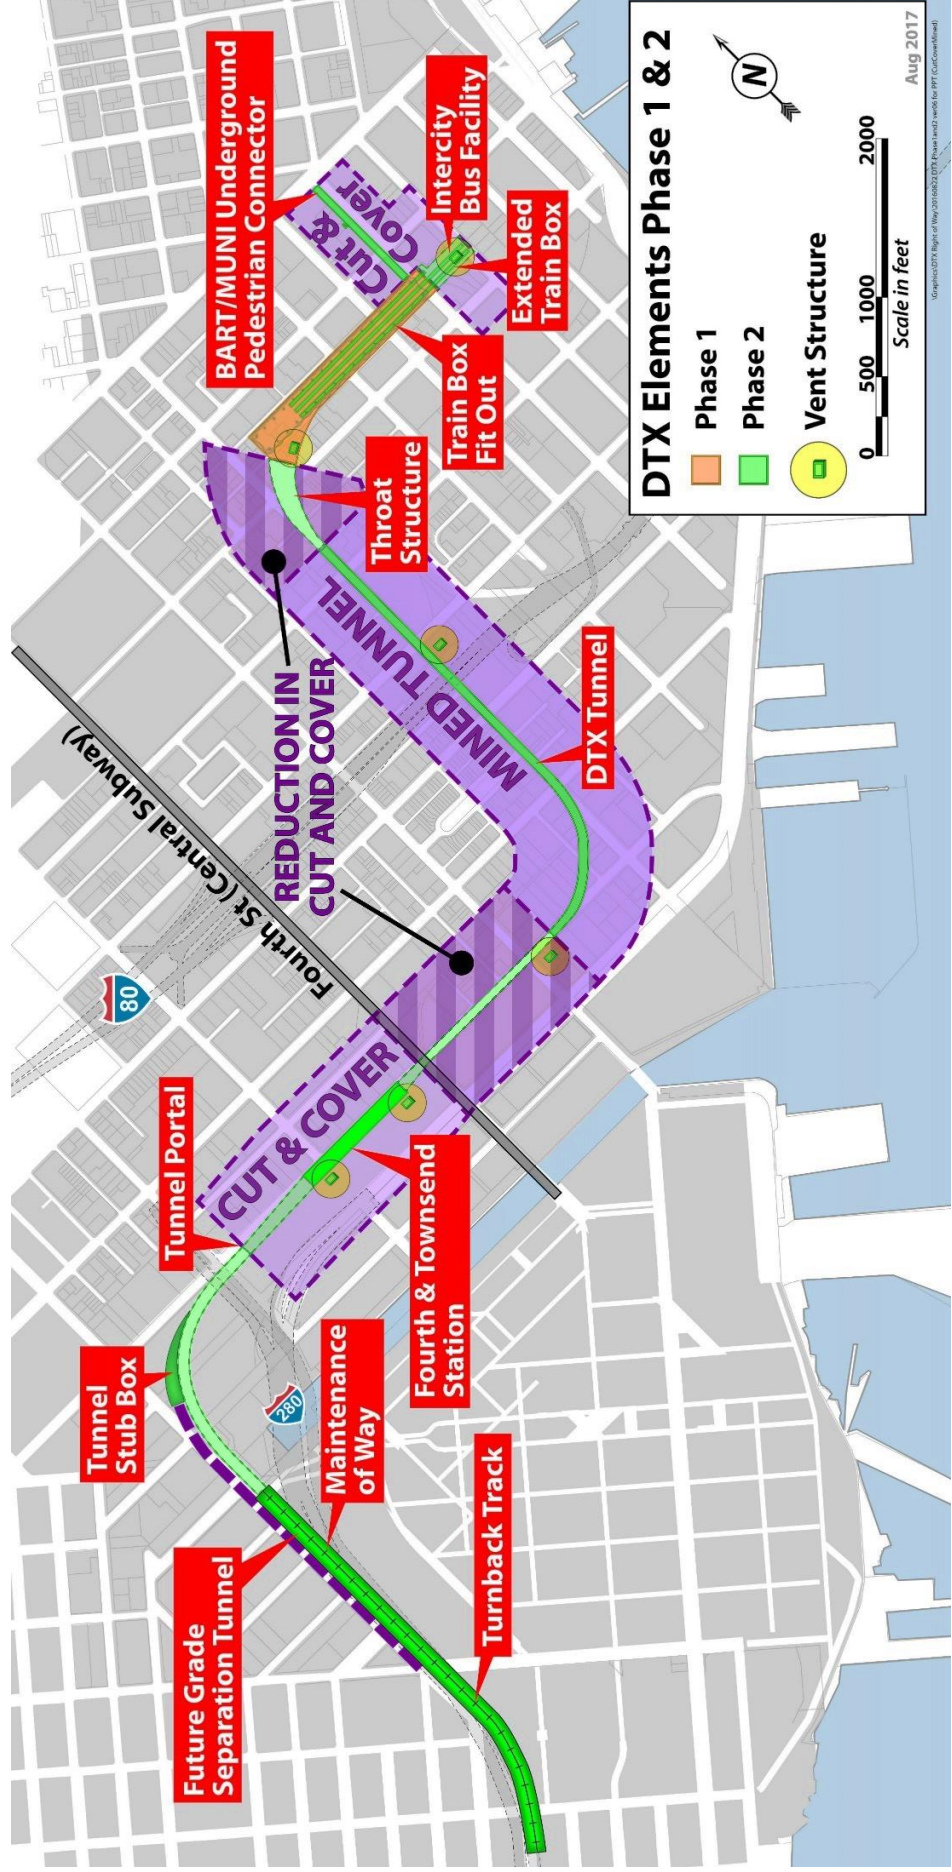 Future Grade
Separation Tunnel
Tunnel
Stub Box
Tunnel Portal
80
Fourth St (Central Subway)
REDUCTION IN
CUT AND COVER
BART/MUNI Underground
Pedestrian Connector
Turnback Track
Maintenance
of Way
280
Fourth & Townsend
Station
CUT & COVER
MINED TUNNEL
DTX Tunnel
Throat
Structure
Train Box
Fit Out
Cut &
Cover
Intercity
Bus Facility
Extended
Train Box
DTX Elements Phase 1 & 2
Phase 1
Phase 2
Vent Structure
N
0 500 1000 2000
Scale in feet
Aug 2017